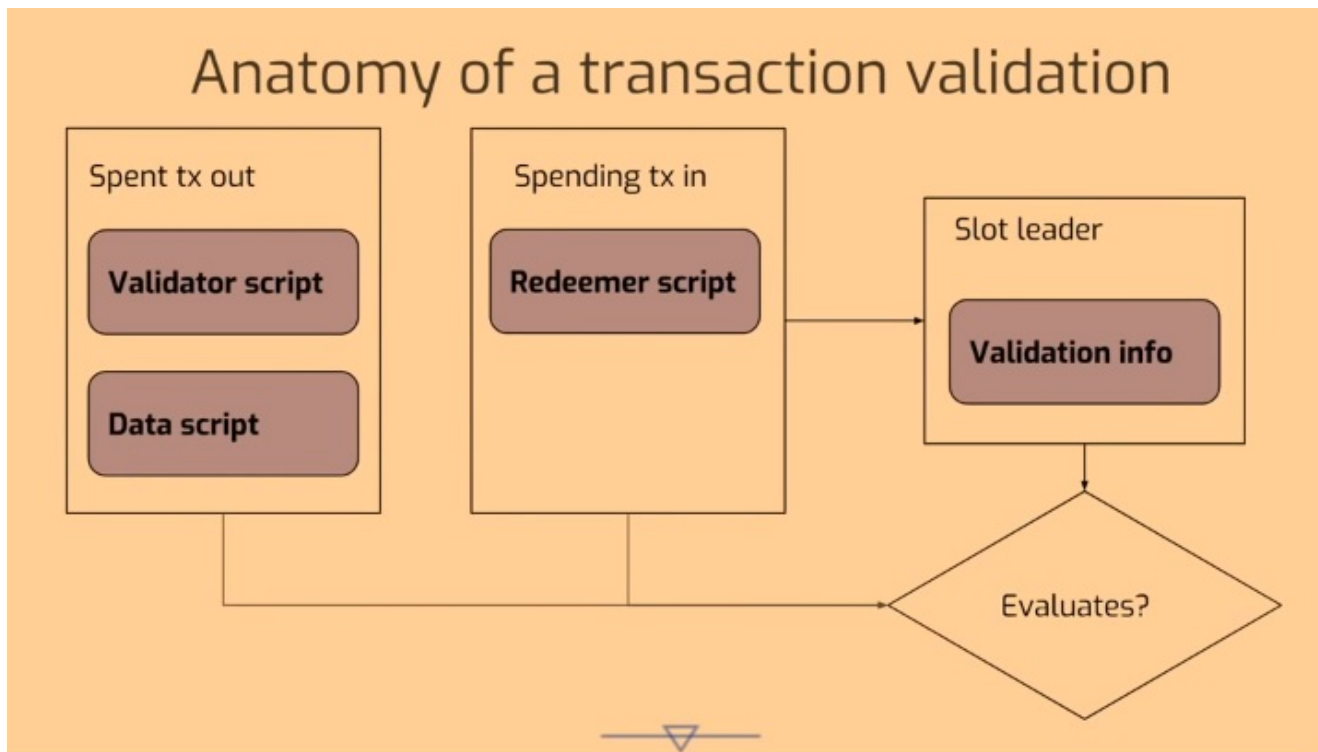 Anatomy of a transaction validation
Spent tx out
Validator script
Data script
Spending tx in
Redeemer script
Slot leader
Validation info
Evaluates?